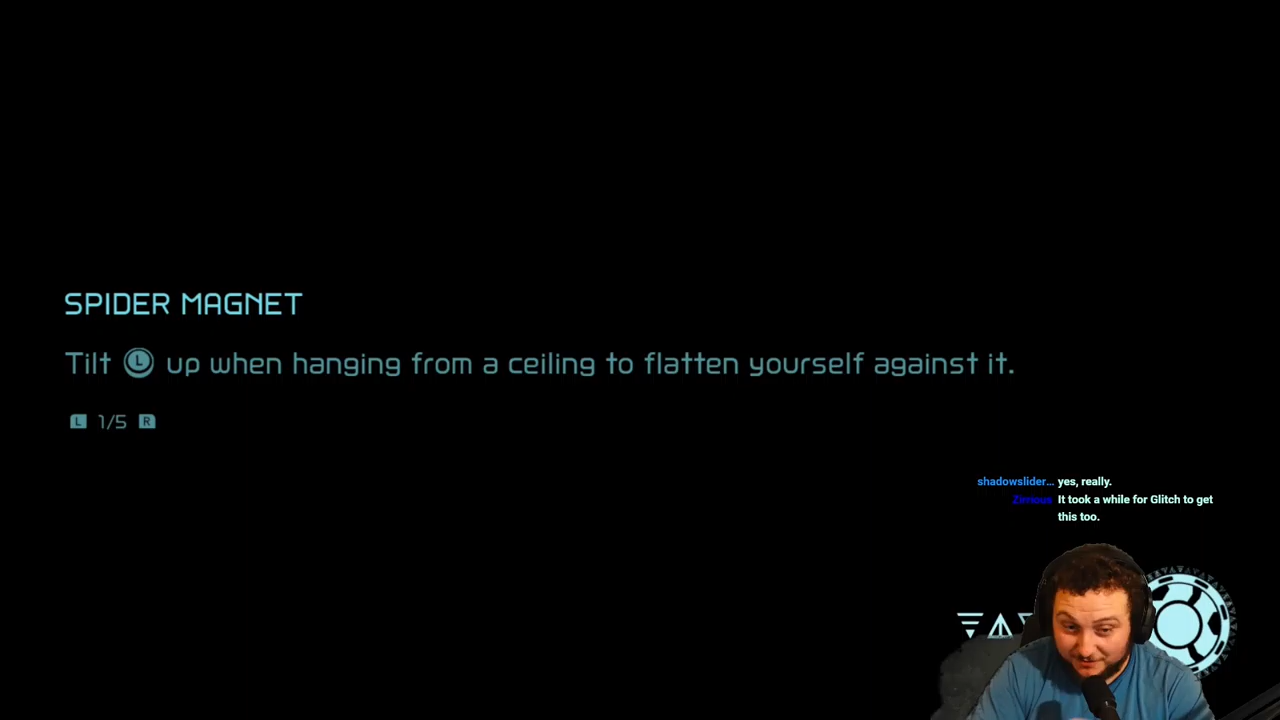 SPIDER MAGNET
Tilt L up when hanging from a ceiling to flatten yourself against it.
L 1/5 R
shadowslider... yes, really.
Zirnous It took a while for Glitch to get
this too.